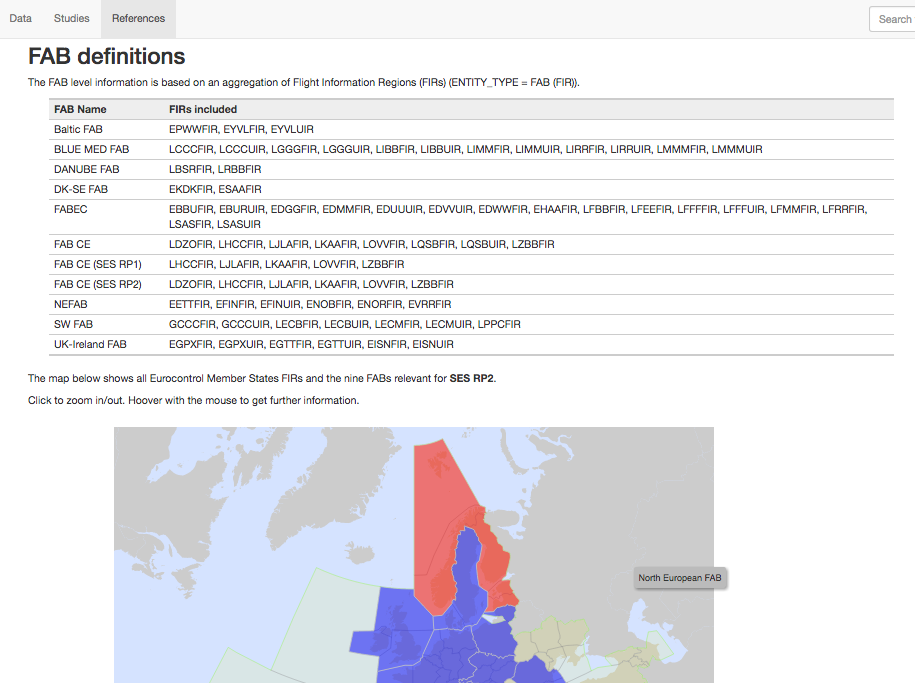 Data Studies References Search
FAB definitions
The FAB level information is based on an aggregation of Flight Information Regions (FIRs) (ENTITY_TYPE = FAB (FIR)).
FAB Name FIRs included
Baltic FAB EPWWFIR, EYVLFIR, EYVLUIR
BLUE MED FAB LCCCFIR, LCCCUIR, LGGGFIR, LGGGUIR, LIBBFIR, LIBBUIR, LIMMFIR, LIMMUIR, LIRRFIR, LIRRUIR, LMMMFIR, LMMMUIR
DANUBE FAB LBSRFIR, LRBBFIR
DK-SE FAB EKDKFIR, ESAAFIR
FABEC EBBUFIR, EBURUIR, EDGGFIR, EDMMFIR, EDUUUIR, EDVVUIR, EDWWFIR, EHAAFIR, LFBBFIR, LFEEFIR, LFFFFIR, LFFFUIR, LFMMFIR, LFRRFIR,
LSASFIR, LSASUIR
FAB CE LDZOFIR, LHCCFIR, LJLAFIR, LKAAFIR, LOVVFIR, LQSBFIR, LQSBUIR, LZBBFIR
FAB CE (SES RP1) LHCCFIR, LJLAFIR, LKAAFIR, LOVVFIR, LZBBFIR
FAB CE (SES RP2) LDZOFIR, LHCCFIR, LJLAFIR, LKAAFIR, LOVVFIR, LZBBFIR
NEFAB EETTFIR, EFINFIR, EFINUIR, ENOBFIR, ENORFIR, EVRRFIR
SW FAB GCCCFIR, GCCCUIR, LECBFIR, LECBUIR, LECMFIR, LECMUIR, LPPCFIR
UK-Ireland FAB EGPXFIR, EGPXUIR, EGTTFIR, EGTTUIR, EISNFIR, EISNUIR
The map below shows all Eurocontrol Member States FIRs and the nine FABs relevant for SES RP2.
Click to zoom in/out. Hoover with the mouse to get further information.
North European FAB